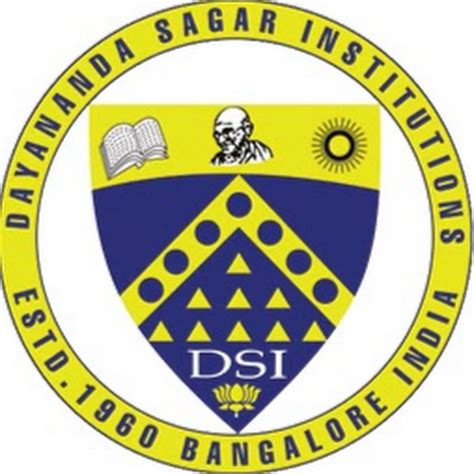 DAYANANDA SAGAR INSTITUTIONS
DSI
ESTD. 1960 BANGALORE INDIA